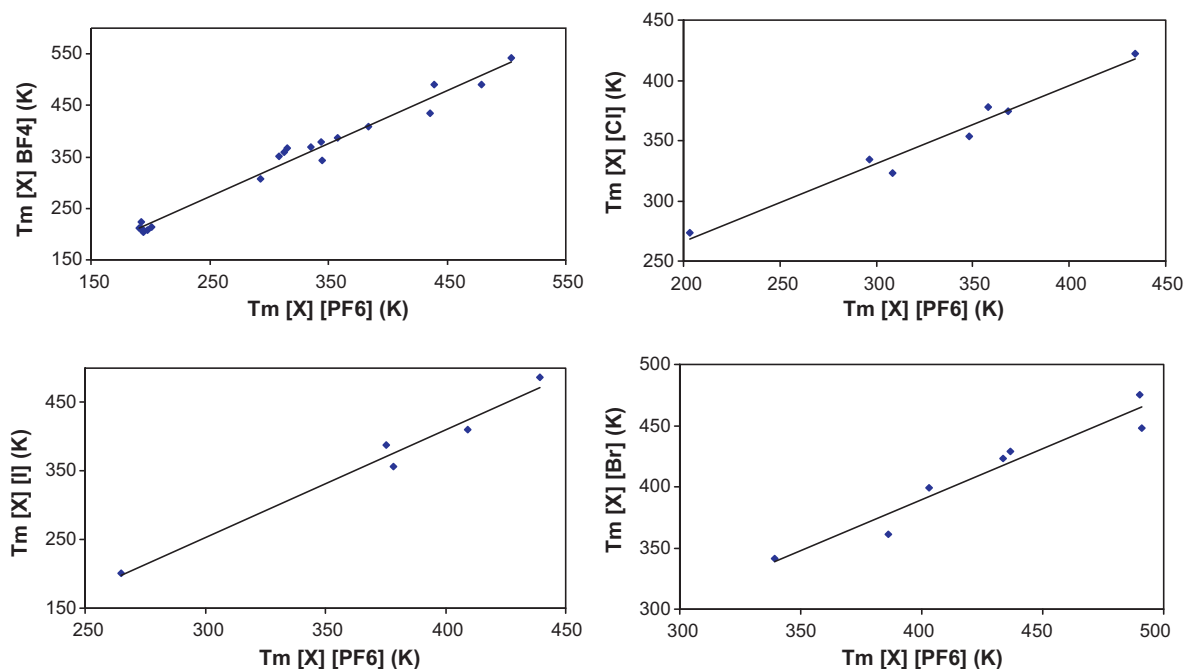 Tm [X] BF4] (K)
550
450
350
250
150
150 250 350 450 550
Tm [X] [PF6] (K)
Tm [X] [Cl] (K)
450
400
350
300
250
200 300 350 400 450
Tm [X] [PF6] (K)
Tm [X] [I] (K)
450
350
250
150
250 300 350 400 450
Tm [X] [PF6] (K)
Tm [X] [Br] (K)
500
450
400
350
300
300 350 400 450 500
Tm [X] [PF6] (K)